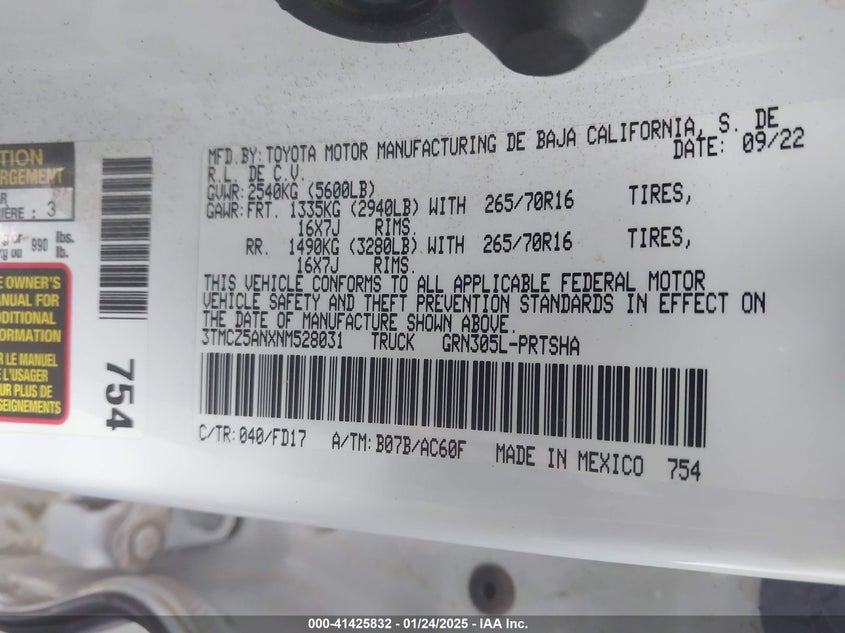 MFD. BY: TOYOTA MOTOR MANUFACTURING DE BAJA CALIFORNIA, S. DE
R.L. DE C.V. DATE: 09/22
GVWR: 2540KG (5600LB)
GAWR: FRT. 1335KG (2940LB) WITH 265/70R16 TIRES,
16X7J RIMS.
RR. 1490KG (3280LB) WITH 265/70R16 TIRES,
16X7J RIMS.
THIS VEHICLE CONFORMS TO ALL APPLICABLE FEDERAL MOTOR
VEHICLE SAFETY AND THEFT PREVENTION STANDARDS IN EFFECT ON
THE DATE OF MANUFACTURE SHOWN ABOVE.
3TMCZ5ANXNM528031 TRUCK GRN305L-PRTSHA
C/TR: 040/FD17 A/TM: B07B/AC60F MADE IN MEXICO 754
3
990 lbs.
lb.
OWNER'S
MANUAL FOR
ADDITIONAL
INFORMATION
LE MANUEL
L'USAGER
PLUS DE
754
000-41425832 - 01/24/2025 - IAA Inc.